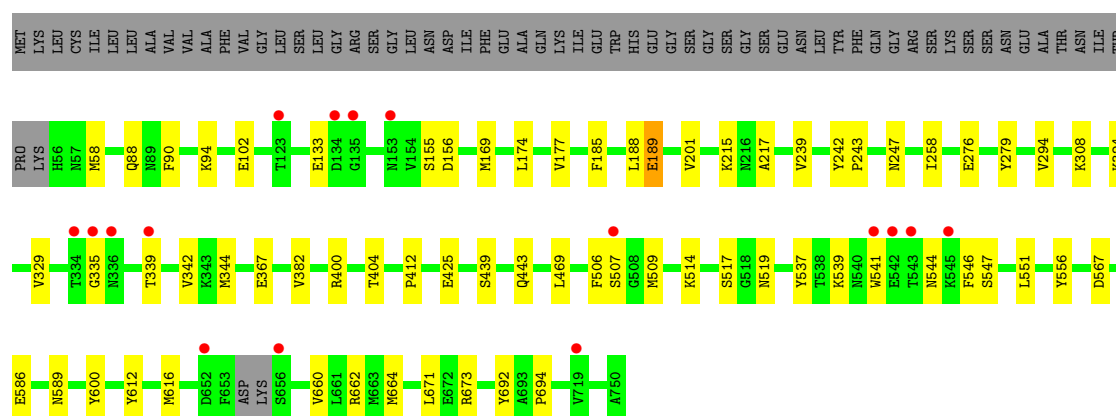 MET LYS LEU CYS ILE LEU LEU ALA VAL VAL ALA PHE VAL GLY LEU SER LEU GLY ARG SER GLY LEU ASN ASP ILE PHE GLU ALA GLN LYS ILE GLU TRP HIS GLU GLY SER GLY SER GLY SER GLU ASN LEU TYR PHE GLN GLY ARG SER LYS SER SER ASN GLU ALA THR ASN ILE
PRO LYS H56 N57 M58 Q88 N89 F90 K94 E102 T123 E133 D134 G135 N153 V154 S155 D156 M169 L174 V177 F185 L188 E189 V201 K215 N216 A217 V239 Y242 P243 N247 I258 E276 Y279 V294 K308
V329 T334 G335 N336 T339 V342 K343 M344 E367 V382 R400 T404 P412 E425 S439 Q443 L469 F506 S507 G508 M509 K514 S517 G518 N519 Y537 T538 K539 N540 W541 E542 T543 N544 K545 F546 S547 L551 Y556 D567
E586 N589 Y600 Y612 M616 D652 F653 ASP LYS S656 V660 L661 R662 M663 M664 L671 E672 R673 Y692 A693 P694 V719 A750